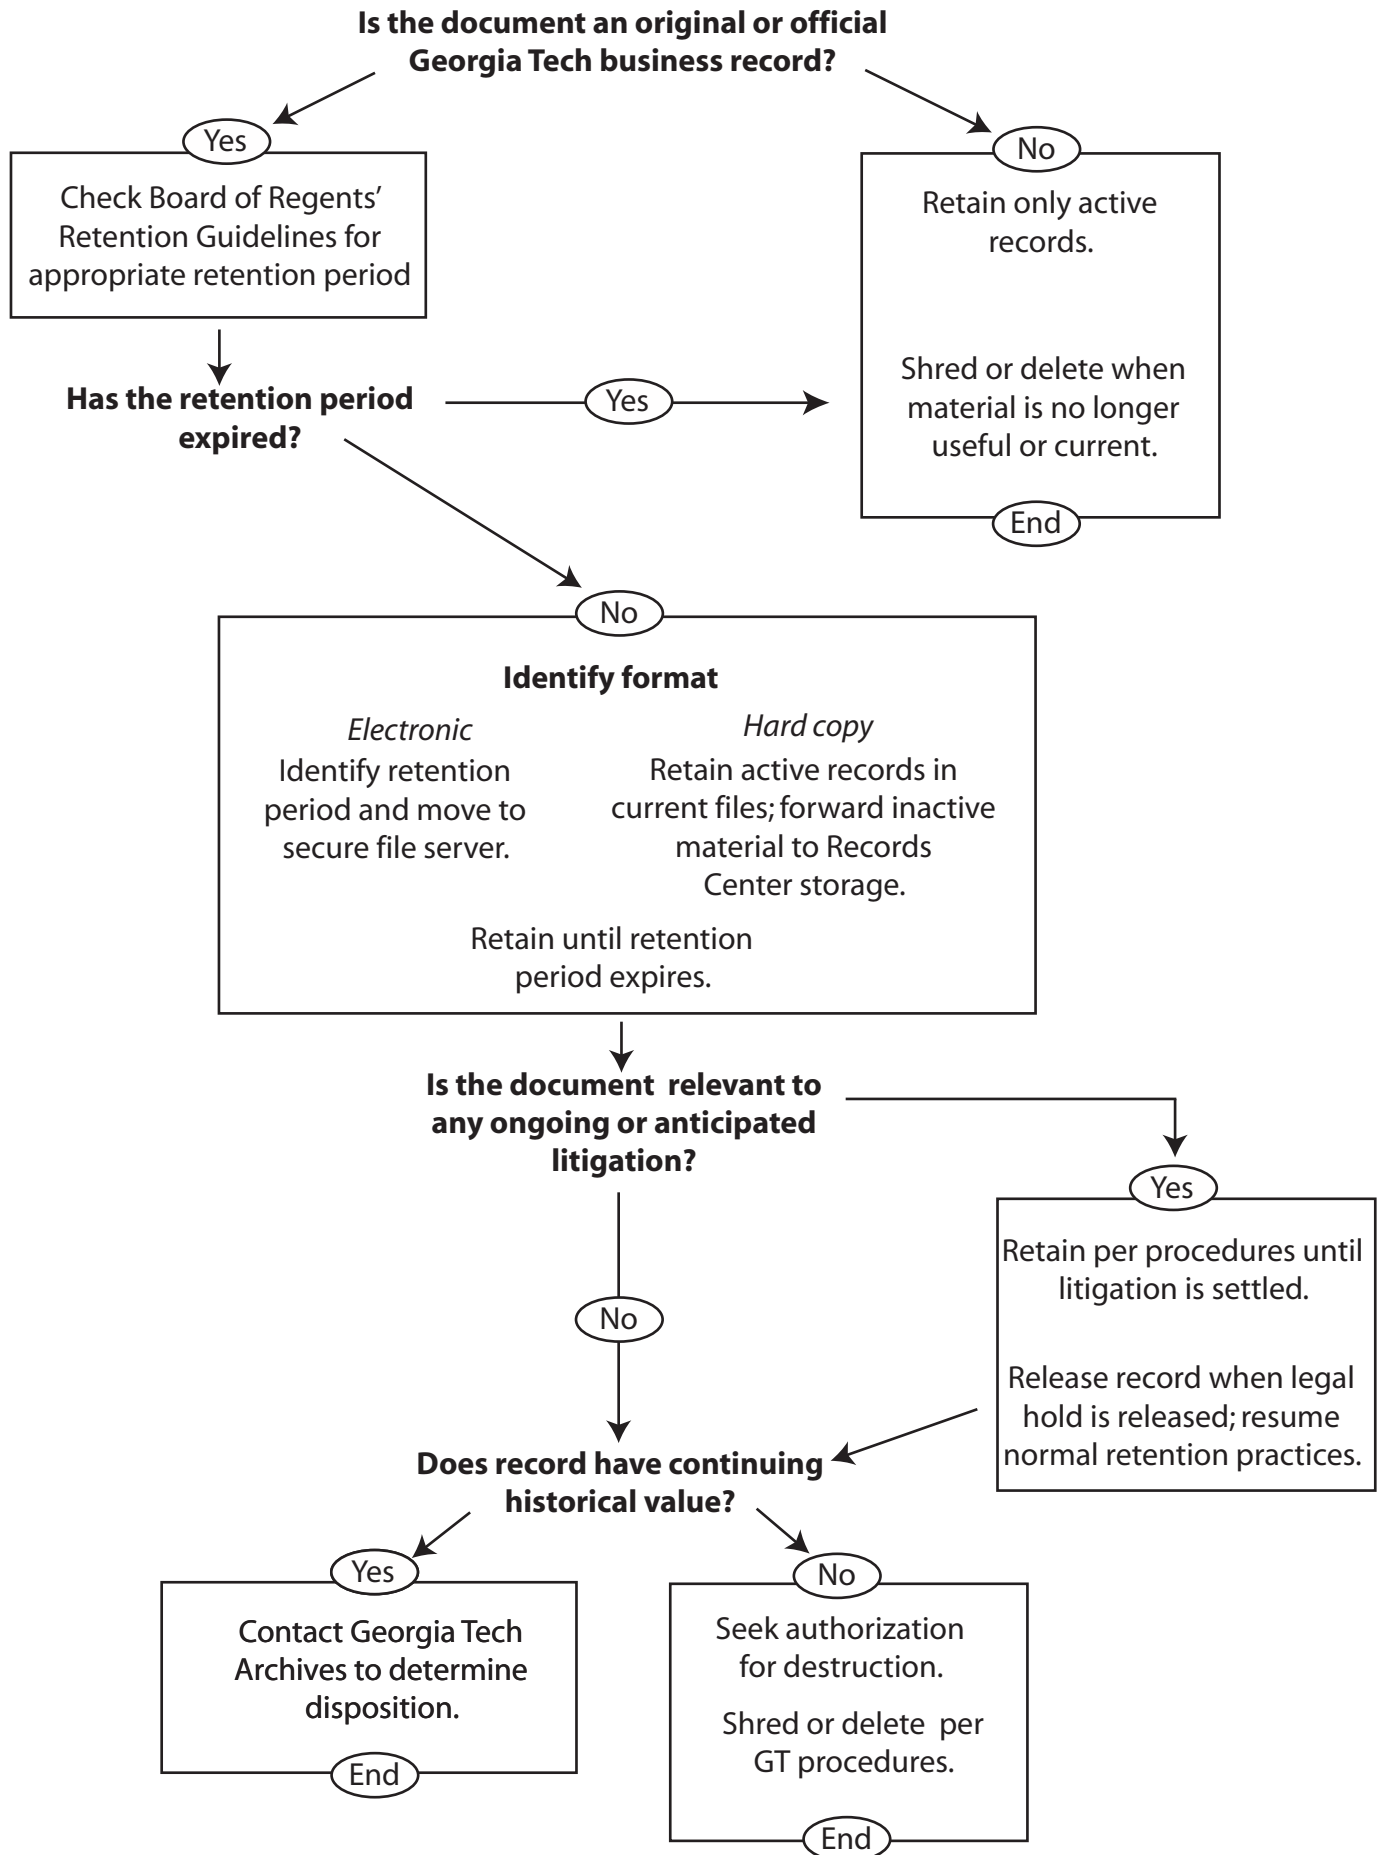 Is the document an original or official
Georgia Tech business record?
Yes
Check Board of Regents’
Retention Guidelines for
appropriate retention period
No
Retain only active
records.
Shred or delete when
material is no longer
useful or current.
End
Has the retention period
expired?
Yes
No
Identify format
Electronic
Identify retention
period and move to
secure file server.
Hard copy
Retain active records in
current files; forward inactive
material to Records
Center storage.
Retain until retention
period expires.
Is the document  relevant to
any ongoing or anticipated
litigation?
Yes
Retain per procedures until
litigation is settled.
Release record when legal
hold is released; resume
normal retention practices.
No
Does record have continuing
historical value?
Yes
Contact Georgia Tech
Archives to determine
disposition.
End
No
Seek authorization
for destruction.
Shred or delete  per
GT procedures.
End